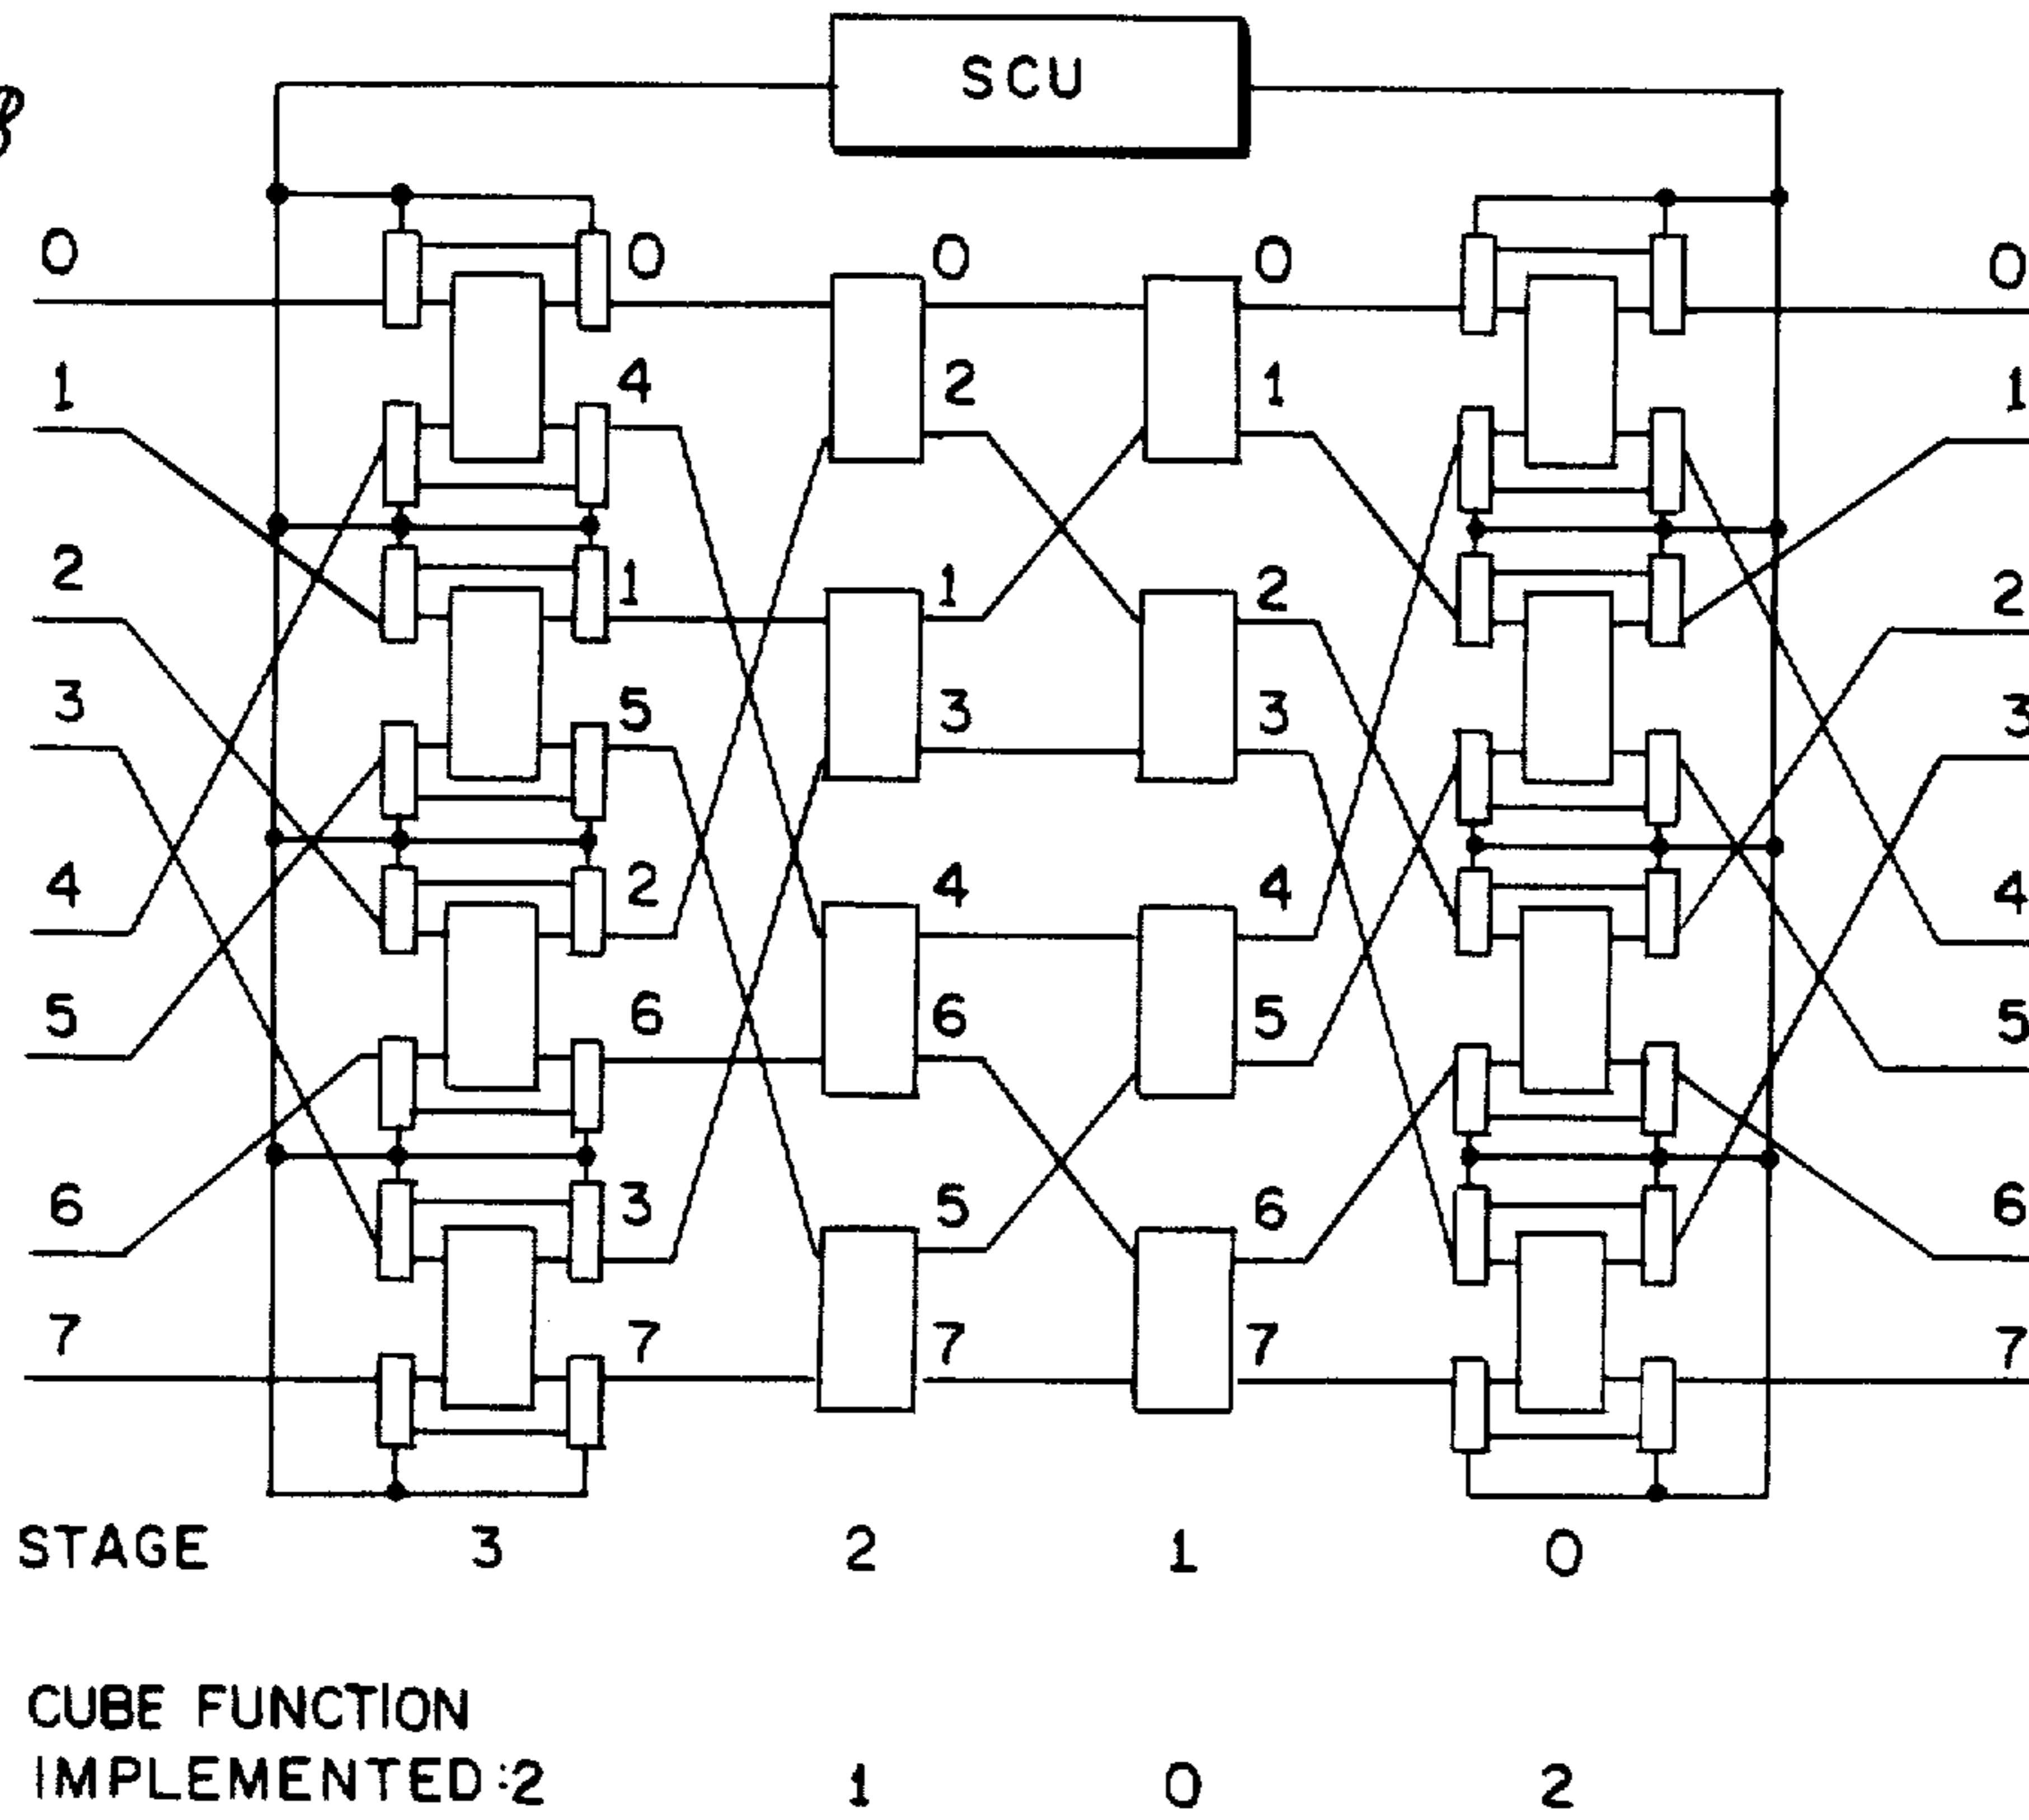 SCU
0 0 0 0 0
1 4 2 1 1
2 1 1 2 2
3 5 3 3 3
4 2 4 4 4
5 6 6 5 5
6 3 5 6 6
7 7 7 7 7
STAGE 3 2 1 0
CUBE FUNCTION
IMPLEMENTED:2 1 0 2